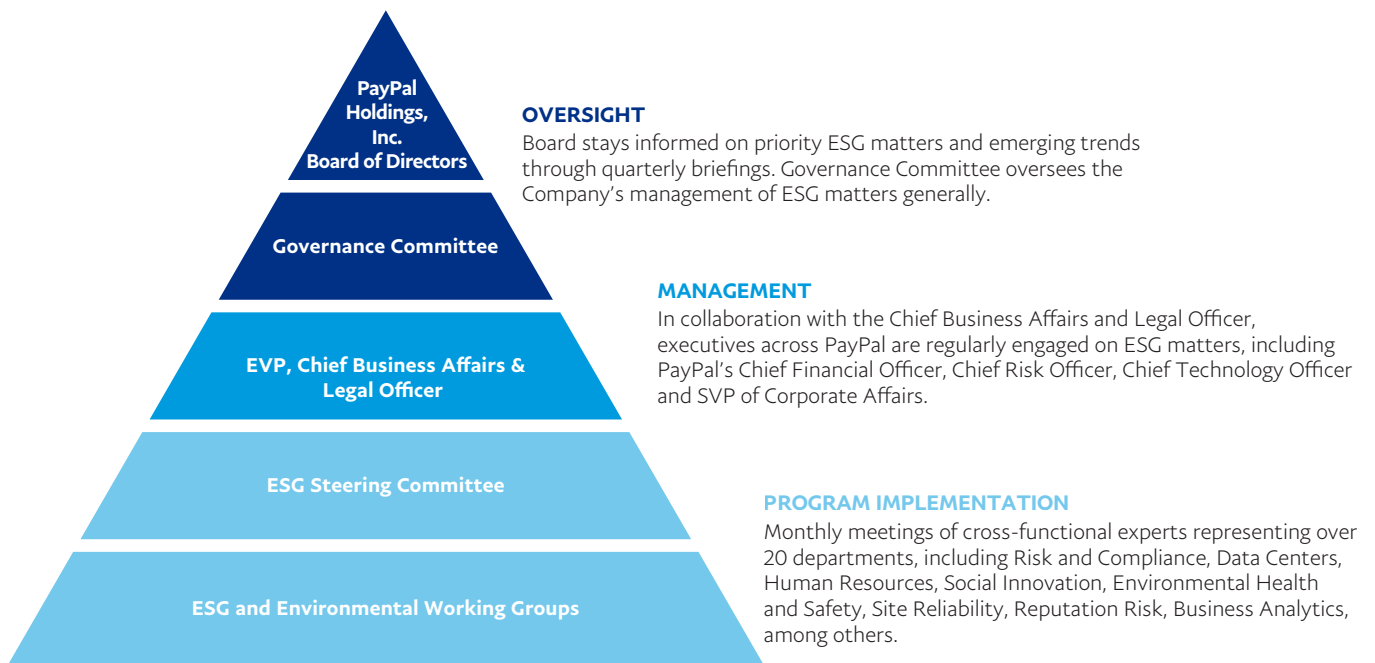 PayPal
Holdings,
Inc.
Board of Directors
OVERSIGHT
Board stays informed on priority ESG matters and emerging trends
through quarterly briefings. Governance Committee oversees the
Company’s management of ESG matters generally.
Governance Committee
MANAGEMENT
In collaboration with the Chief Business Affairs and Legal Officer,
executives across PayPal are regularly engaged on ESG matters, including
PayPal’s Chief Financial Officer, Chief Risk Officer, Chief Technology Officer
and SVP of Corporate Affairs.
EVP, Chief Business Affairs &
Legal Officer
ESG Steering Committee
PROGRAM IMPLEMENTATION
Monthly meetings of cross-functional experts representing over
20 departments, including Risk and Compliance, Data Centers,
Human Resources, Social Innovation, Environmental Health
and Safety, Site Reliability, Reputation Risk, Business Analytics,
among others.
ESG and Environmental Working Groups